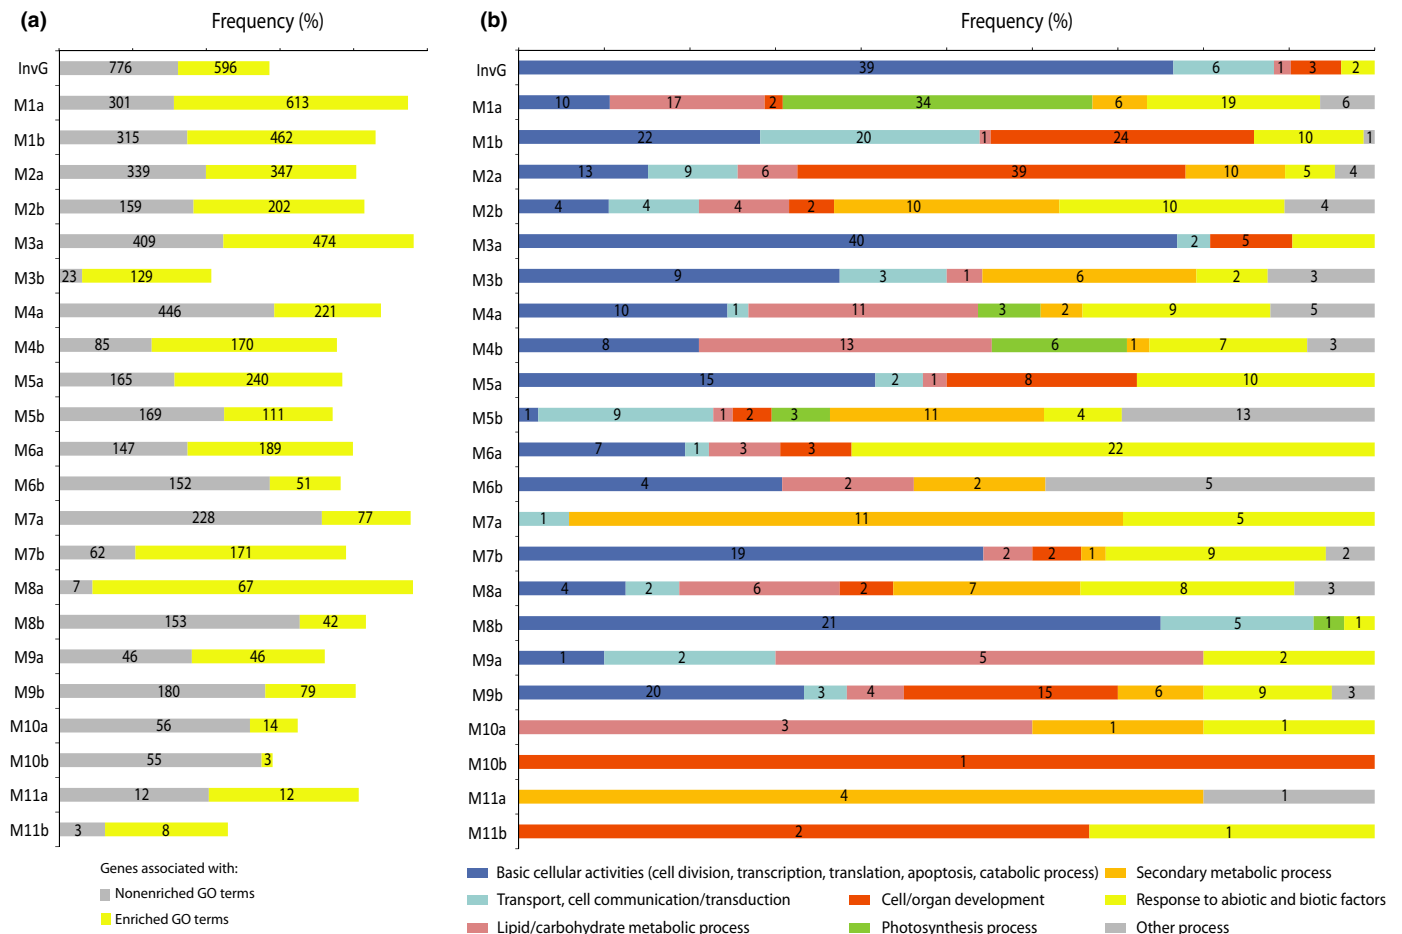 (a) Frequency (%)
InvG 776 596
M1a 301 613
M1b 315 462
M2a 339 347
M2b 159 202
M3a 409 474
M3b 23 129
M4a 446 221
M4b 85 170
M5a 165 240
M5b 169 111
M6a 147 189
M6b 152 51
M7a 228 77
M7b 62 171
M8a 7 67
M8b 153 42
M9a 46 46
M9b 180 79
M10a 56 14
M10b 55 3
M11a 12 12
M11b 3 8
Genes associated with:
Nonenriched GO terms
Enriched GO terms
(b) Frequency (%)
InvG 39 6 1 3 2
M1a 10 17 2 34 6 19 6
M1b 22 20 1 24 10 1
M2a 13 9 6 39 10 5 4
M2b 4 4 4 2 10 10 4
M3a 40 2 5
M3b 9 3 1 6 2 3
M4a 10 1 11 3 2 9 5
M4b 8 13 6 1 7 3
M5a 15 2 1 8 10
M5b 1 9 1 2 3 11 4 13
M6a 7 1 3 3 22
M6b 4 2 2 5
M7a 1 11 5
M7b 19 2 2 1 9 2
M8a 4 2 6 2 7 8 3
M8b 21 5 1 1
M9a 1 2 5 2
M9b 20 3 4 15 6 9 3
M10a 3 1 1
M10b 1
M11a 4 1
M11b 2 1
Basic cellular activities (cell division, transcription, translation, apoptosis, catabolic process)
Secondary metabolic process
Transport, cell communication/transduction
Cell/organ development
Response to abiotic and biotic factors
Lipid/carbohydrate metabolic process
Photosynthesis process
Other process